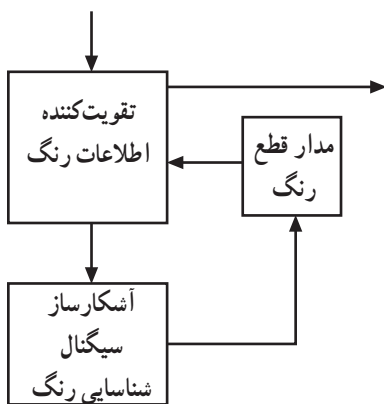 تقویت‌کننده
اطلاعات رنگ
مدار قطع
رنگ
آشکارساز
سیگنال
شناسایی رنگ